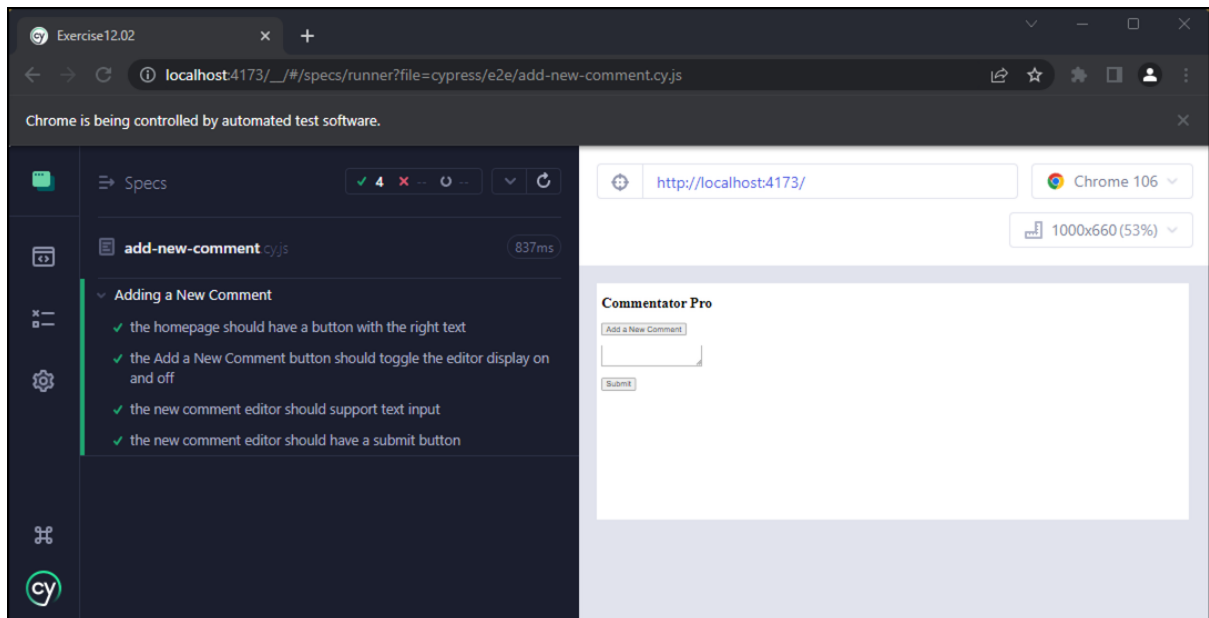 cy Exercise12.02
localhost:4173/__/#/specs/runner?file=cypress/e2e/add-new-comment.cy.js
Chrome is being controlled by automated test software.
Specs
4 -- --
add-new-comment.cy.js 837ms
Adding a New Comment
the homepage should have a button with the right text
the Add a New Comment button should toggle the editor display on
and off
the new comment editor should support text input
the new comment editor should have a submit button
cy
http://localhost:4173/
Chrome 106
1000x660 (53%)
Commentator Pro
Add a New Comment
Submit